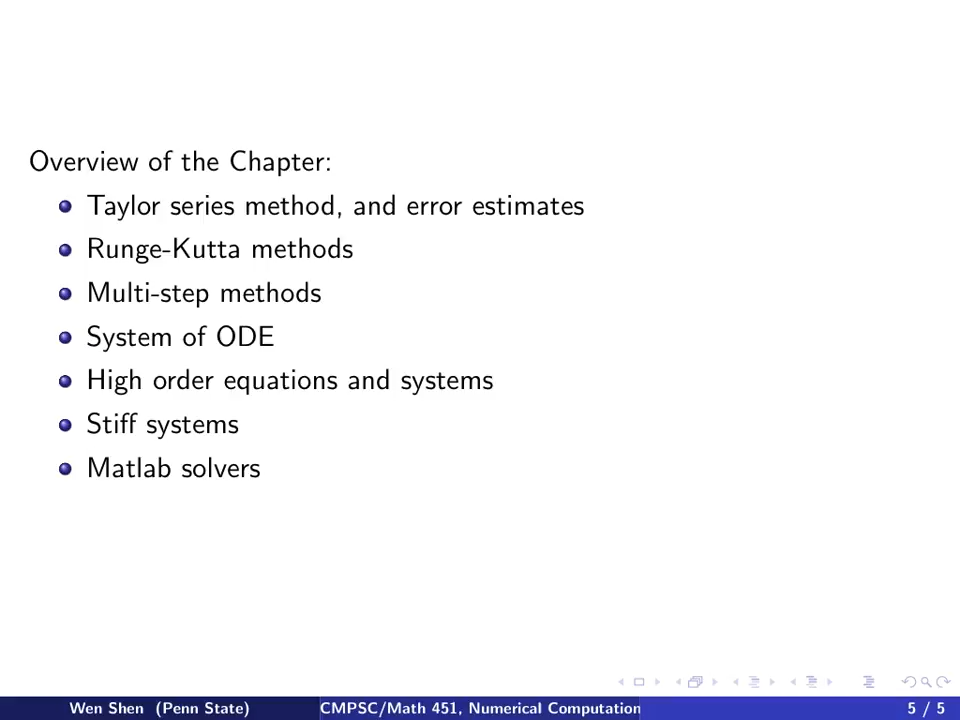 Overview of the Chapter:
Taylor series method, and error estimates
Runge-Kutta methods
Multi-step methods
System of ODE
High order equations and systems
Stiff systems
Matlab solvers
Wen Shen (Penn State) CMPSC/Math 451, Numerical Computation 5 / 5